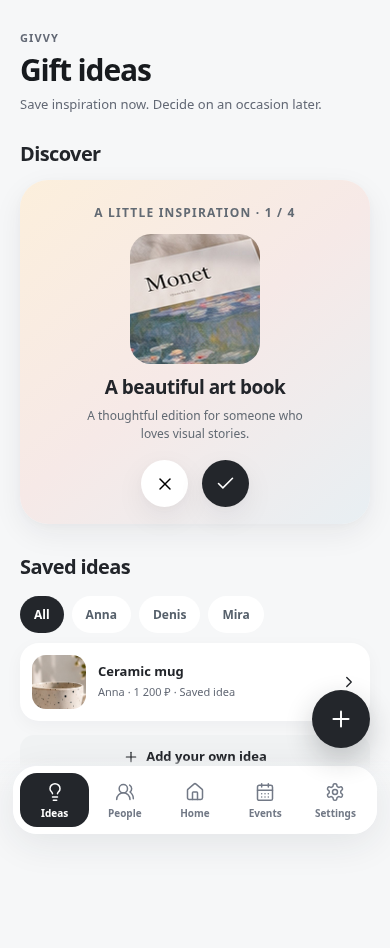 GIVVY
Gift ideas
Save inspiration now. Decide on an occasion later.
Discover
A LITTLE INSPIRATION · 1 / 4
Monet
A beautiful art book
A thoughtful edition for someone who
loves visual stories.
Saved ideas
All Anna Denis Mira
Ceramic mug
Anna · 1 200 ₽ · Saved idea
Add your own idea
Ideas People Home Events Settings